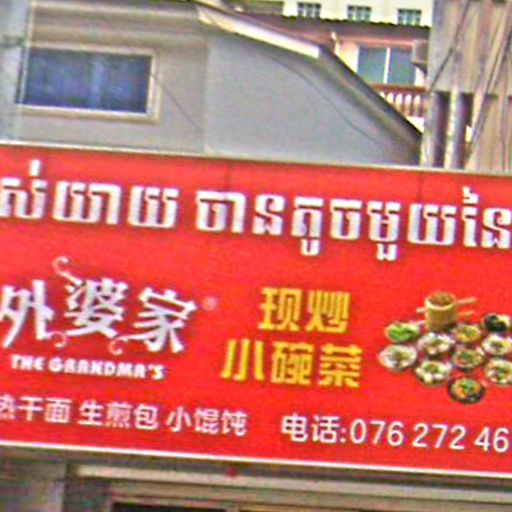 ស់យាយ ចានតូចមួយនៃ
外婆家®
THE GRANDMA'S
现炒
小碗菜
热干面 生煎包 小馄饨 电话:076 272 46